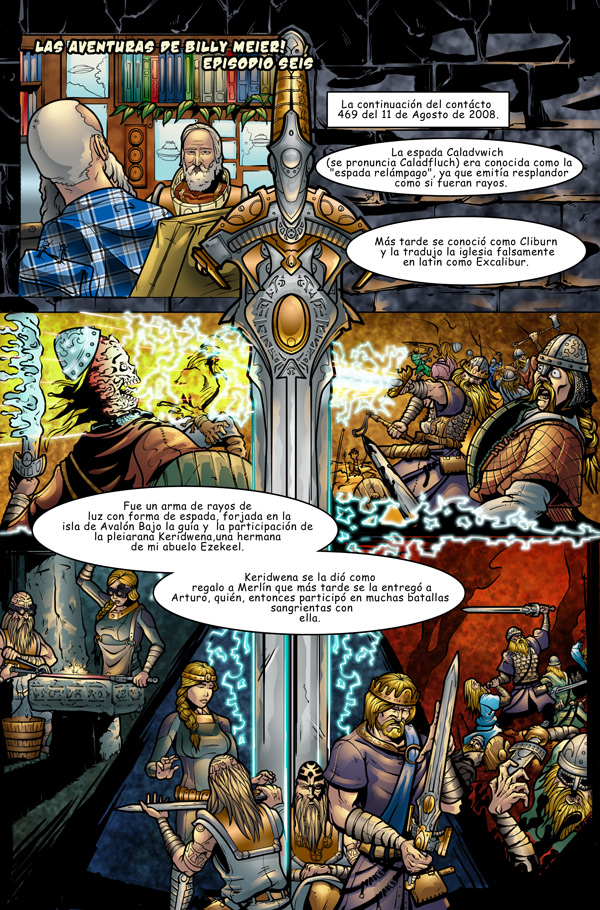 LAS AVENTURAS DE BILLY MEIER!
EPISODIO SEIS
La continuación del contácto
469 del 11 de Agosto de 2008.
La espada Caladvwich
(se pronuncia Caladfluch) era conocida como la
"espada relámpago", ya que emitía resplandor
como si fueran rayos.
Más tarde se conoció como Cliburn
y la tradujo la iglesia falsamente
en latin como Excalibur.
Fue un arma de rayos de
luz con forma de espada, forjada en la
isla de Avalón Bajo la guía y la participación de
la pleiarana Keridwena,una hermana
de mi abuelo Ezekeel.
Keridwena se la dió como
regalo a Merlín que más tarde se la entregó a
Arturo, quién, entonces participó en muchas batallas
sangrientas con
ella.